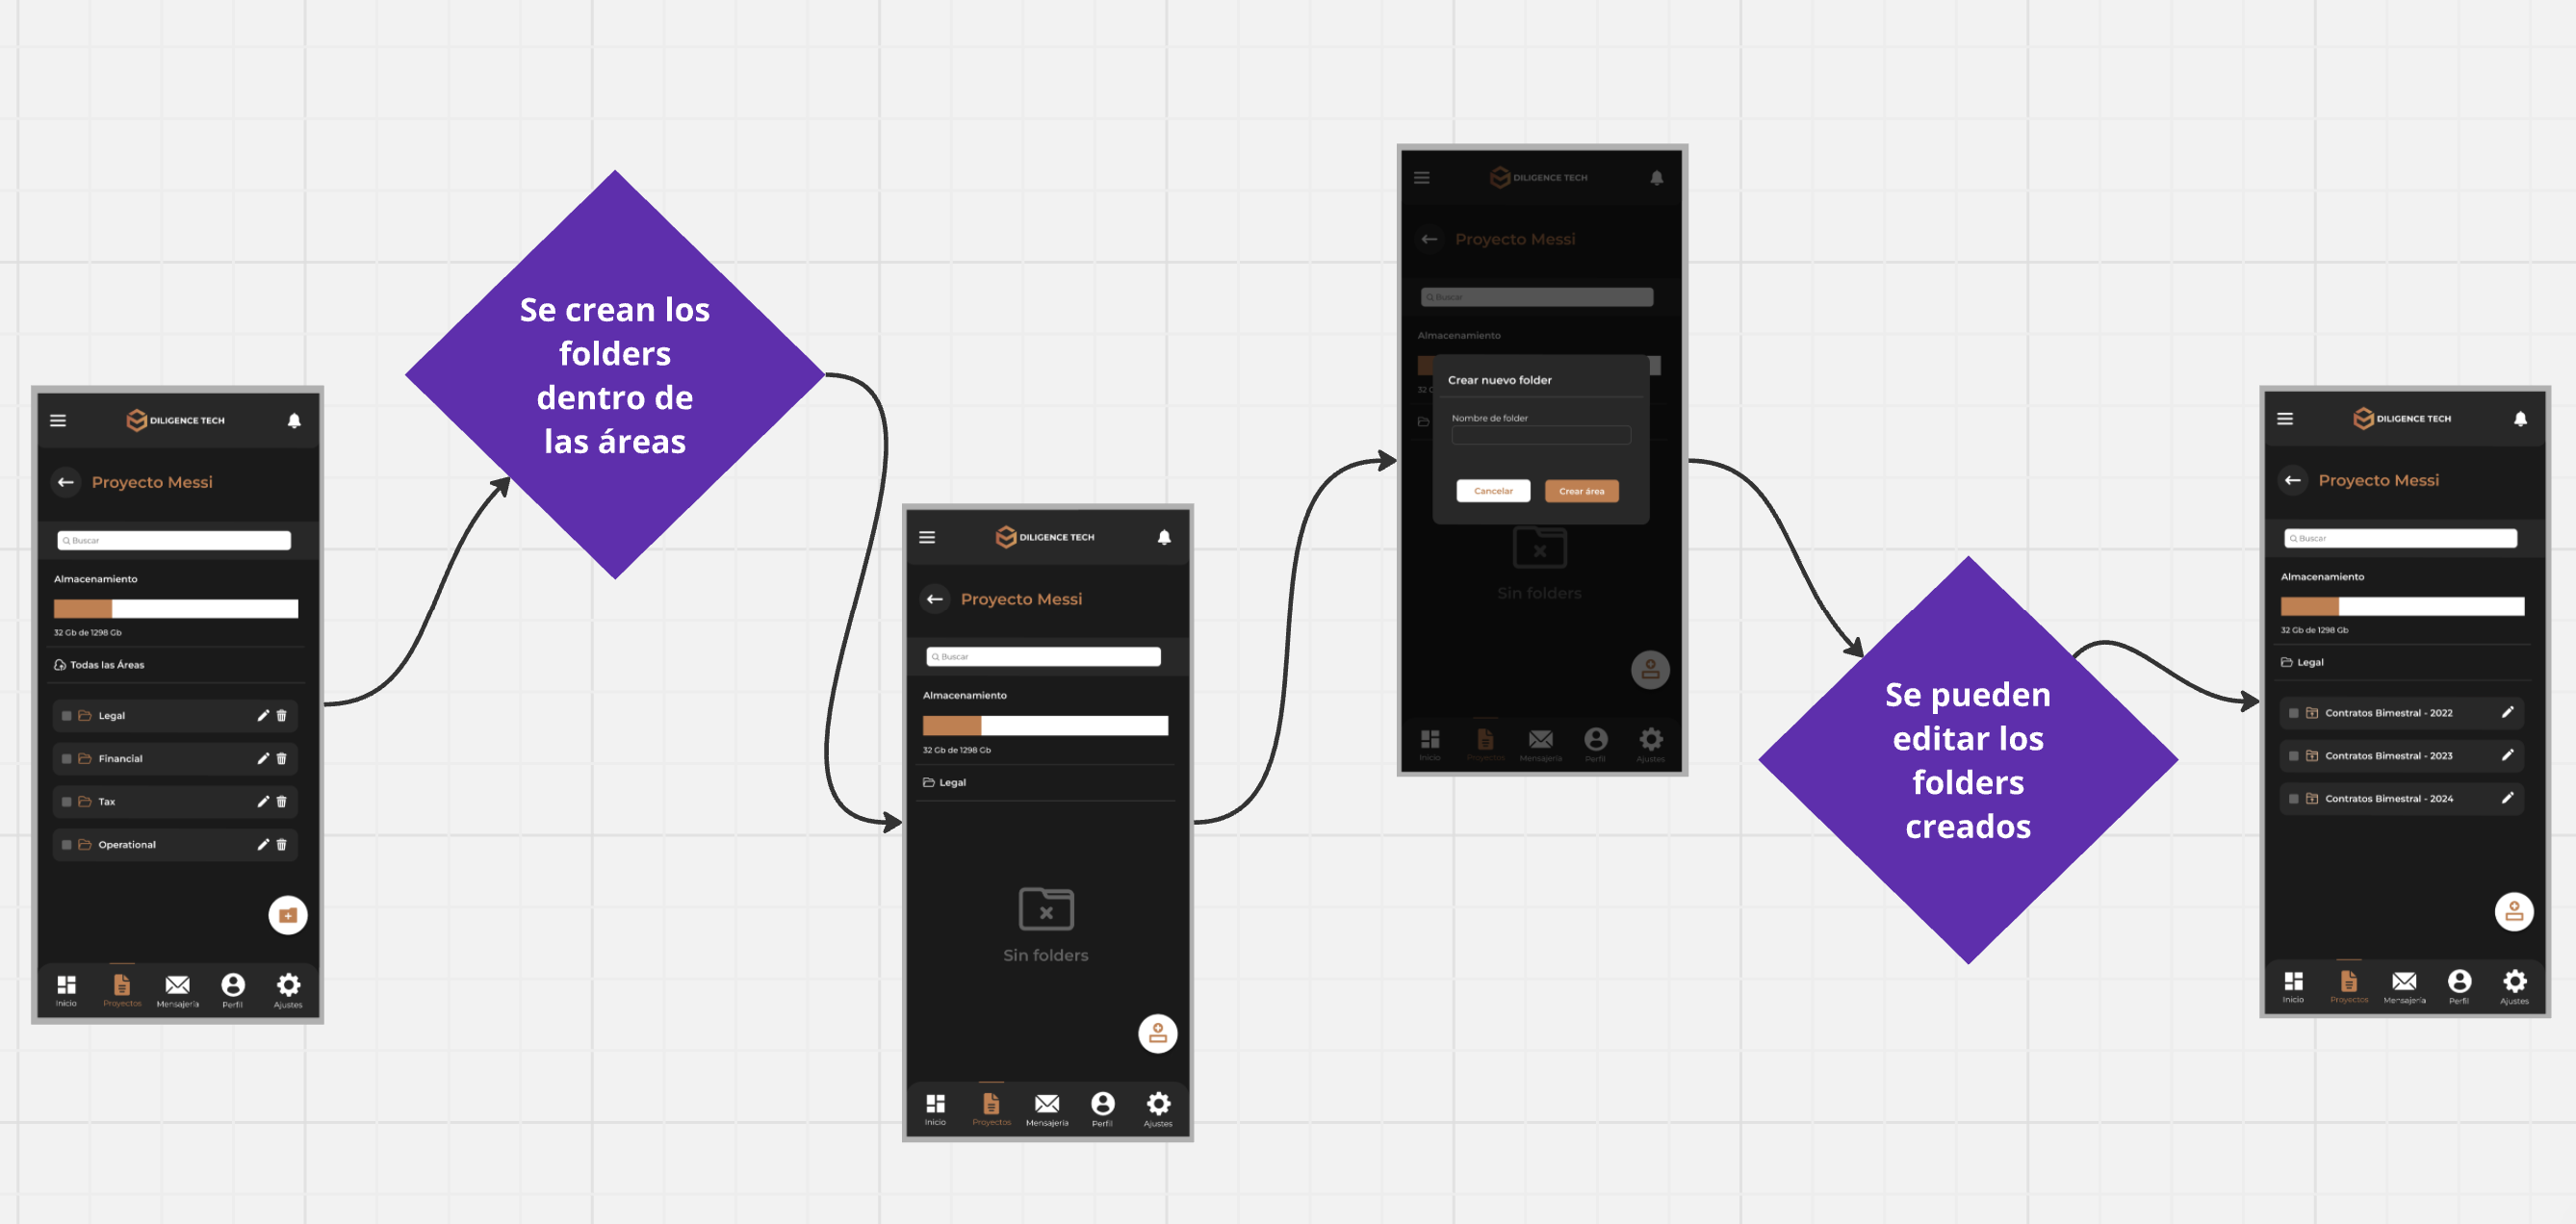 DILIGENCE TECH
Proyecto Messi
Buscar
Almacenamiento
32 Gb de 1298 Gb
Todas las Áreas
Legal
Financial
Tax
Operational
Inicio
Proyectos
Mensajería
Perfil
Ajustes
Se crean los
folders
dentro de
las áreas
DILIGENCE TECH
Proyecto Messi
Buscar
Almacenamiento
32 Gb de 1298 Gb
Legal
Sin folders
Inicio
Proyectos
Mensajería
Perfil
Ajustes
DILIGENCE TECH
Proyecto Messi
Buscar
Almacenamiento
32 G
Crear nuevo folder
Nombre de folder
Cancelar
Crear área
Sin folders
Inicio
Proyectos
Mensajería
Perfil
Ajustes
Se pueden
editar los
folders
creados
DILIGENCE TECH
Proyecto Messi
Buscar
Almacenamiento
32 Gb de 1298 Gb
Legal
Contratos Bimestral - 2022
Contratos Bimestral - 2023
Contratos Bimestral - 2024
Inicio
Proyectos
Mensajería
Perfil
Ajustes